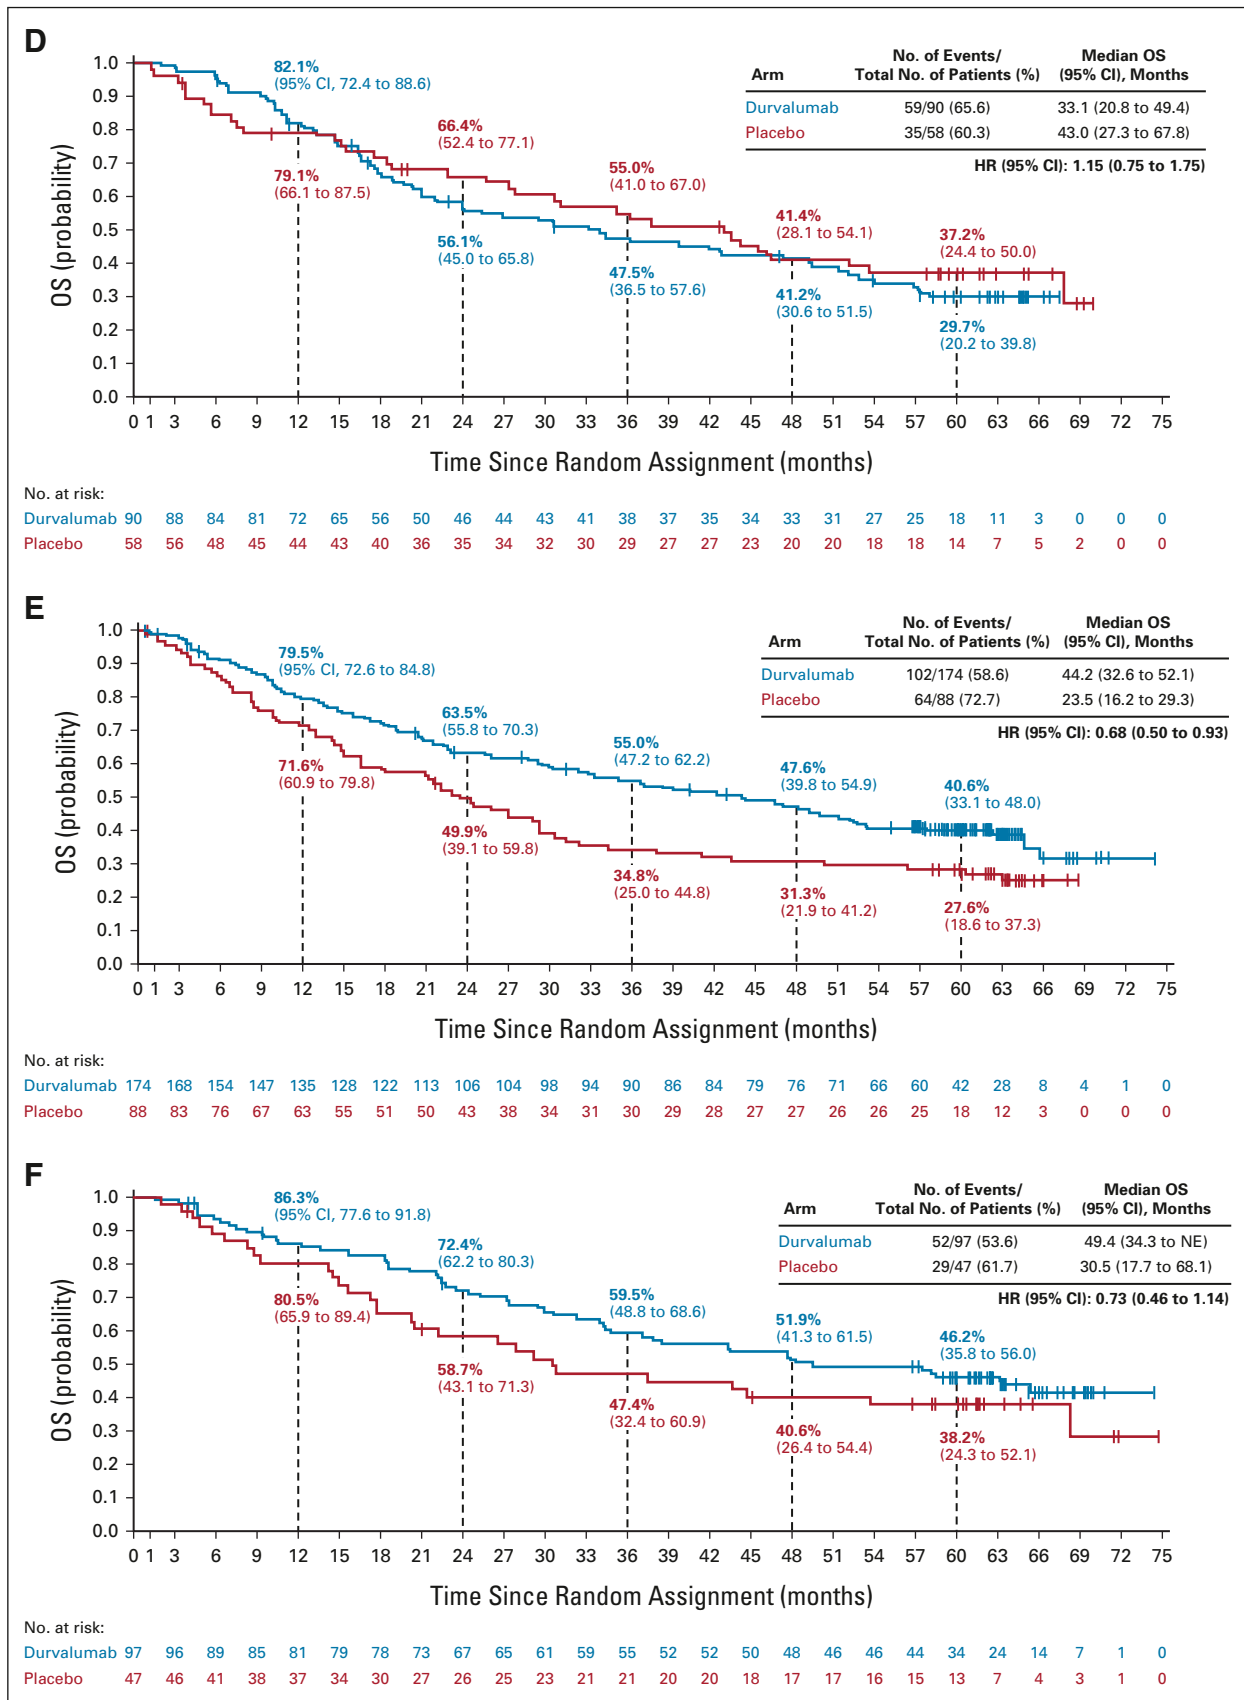 D
No. of Events/ Median OS
Arm Total No. of Patients (%) (95% CI), Months
Durvalumab 59/90 (65.6) 33.1 (20.8 to 49.4)
Placebo 35/58 (60.3) 43.0 (27.3 to 67.8)
HR (95% CI): 1.15 (0.75 to 1.75)
82.1%
(95% CI, 72.4 to 88.6)
66.4%
(52.4 to 77.1)
55.0%
(41.0 to 67.0)
41.4%
(28.1 to 54.1)
37.2%
(24.4 to 50.0)
79.1%
(66.1 to 87.5)
56.1%
(45.0 to 65.8)
47.5%
(36.5 to 57.6)
41.2%
(30.6 to 51.5)
29.7%
(20.2 to 39.8)
OS (probability)
1.0
0.9
0.8
0.7
0.6
0.5
0.4
0.3
0.2
0.1
0.0
0 1 3 6 9 12 15 18 21 24 27 30 33 36 39 42 45 48 51 54 57 60 63 66 69 72 75
Time Since Random Assignment (months)
No. at risk:
Durvalumab 90 88 84 81 72 65 56 50 46 44 43 41 38 37 35 34 33 31 27 25 18 11 3 0 0 0
Placebo 58 56 48 45 44 43 40 36 35 34 32 30 29 27 27 23 20 20 18 18 14 7 5 2 0 0
E
No. of Events/ Median OS
Arm Total No. of Patients (%) (95% CI), Months
Durvalumab 102/174 (58.6) 44.2 (32.6 to 52.1)
Placebo 64/88 (72.7) 23.5 (16.2 to 29.3)
HR (95% CI): 0.68 (0.50 to 0.93)
79.5%
(95% CI, 72.6 to 84.8)
63.5%
(55.8 to 70.3)
55.0%
(47.2 to 62.2)
47.6%
(39.8 to 54.9)
40.6%
(33.1 to 48.0)
71.6%
(60.9 to 79.8)
49.9%
(39.1 to 59.8)
34.8%
(25.0 to 44.8)
31.3%
(21.9 to 41.2)
27.6%
(18.6 to 37.3)
OS (probability)
1.0
0.9
0.8
0.7
0.6
0.5
0.4
0.3
0.2
0.1
0.0
0 1 3 6 9 12 15 18 21 24 27 30 33 36 39 42 45 48 51 54 57 60 63 66 69 72 75
Time Since Random Assignment (months)
No. at risk:
Durvalumab 174 168 154 147 135 128 122 113 106 104 98 94 90 86 84 79 76 71 66 60 42 28 8 4 1 0
Placebo 88 83 76 67 63 55 51 50 43 38 34 31 30 29 28 27 27 26 26 25 18 12 3 0 0 0
F
No. of Events/ Median OS
Arm Total No. of Patients (%) (95% CI), Months
Durvalumab 52/97 (53.6) 49.4 (34.3 to NE)
Placebo 29/47 (61.7) 30.5 (17.7 to 68.1)
HR (95% CI): 0.73 (0.46 to 1.14)
86.3%
(95% CI, 77.6 to 91.8)
72.4%
(62.2 to 80.3)
59.5%
(48.8 to 68.6)
51.9%
(41.3 to 61.5)
46.2%
(35.8 to 56.0)
80.5%
(65.9 to 89.4)
58.7%
(43.1 to 71.3)
47.4%
(32.4 to 60.9)
40.6%
(26.4 to 54.4)
38.2%
(24.3 to 52.1)
OS (probability)
1.0
0.9
0.8
0.7
0.6
0.5
0.4
0.3
0.2
0.1
0.0
0 1 3 6 9 12 15 18 21 24 27 30 33 36 39 42 45 48 51 54 57 60 63 66 69 72 75
Time Since Random Assignment (months)
No. at risk:
Durvalumab 97 96 89 85 81 79 78 73 67 65 61 59 55 52 52 50 48 46 46 44 34 24 14 7 1 0
Placebo 47 46 41 38 37 34 30 27 26 25 23 21 21 20 20 18 17 17 16 15 13 7 4 3 1 0